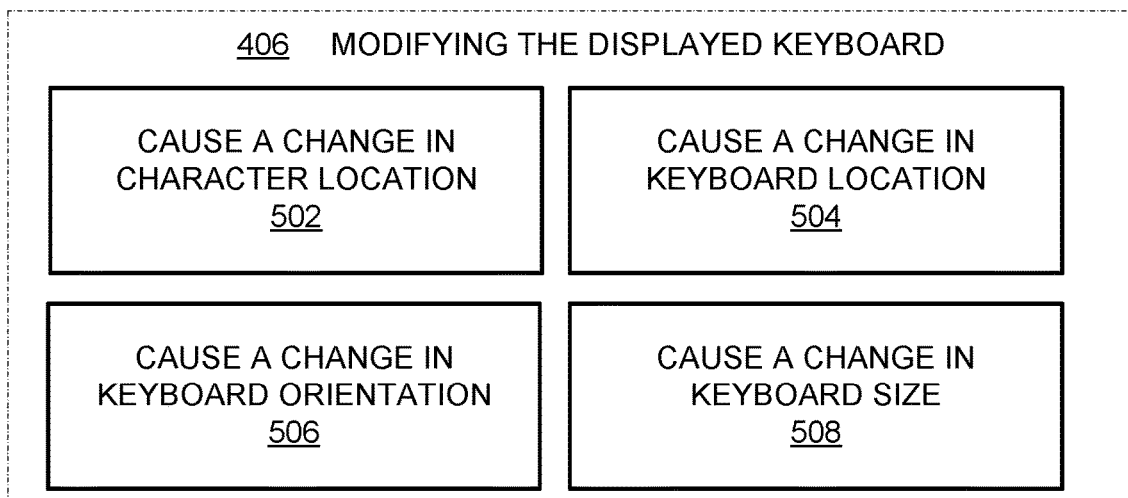 406 MODIFYING THE DISPLAYED KEYBOARD
CAUSE A CHANGE IN
CHARACTER LOCATION
502
CAUSE A CHANGE IN
KEYBOARD LOCATION
504
CAUSE A CHANGE IN
KEYBOARD ORIENTATION
506
CAUSE A CHANGE IN
KEYBOARD SIZE
508